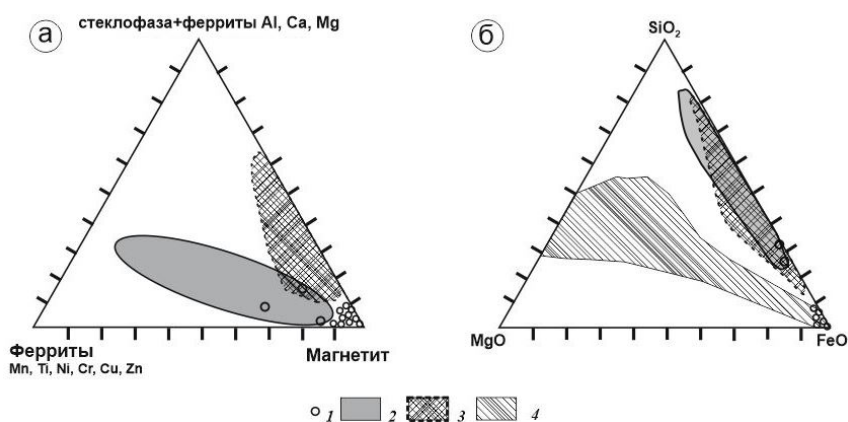 а
стеклофаза+ферриты Al, Ca, Mg
Ферриты
Mn, Ti, Ni, Cr, Cu, Zn
Магнетит
б
SiO₂
MgO
FeO
1 2 3 4